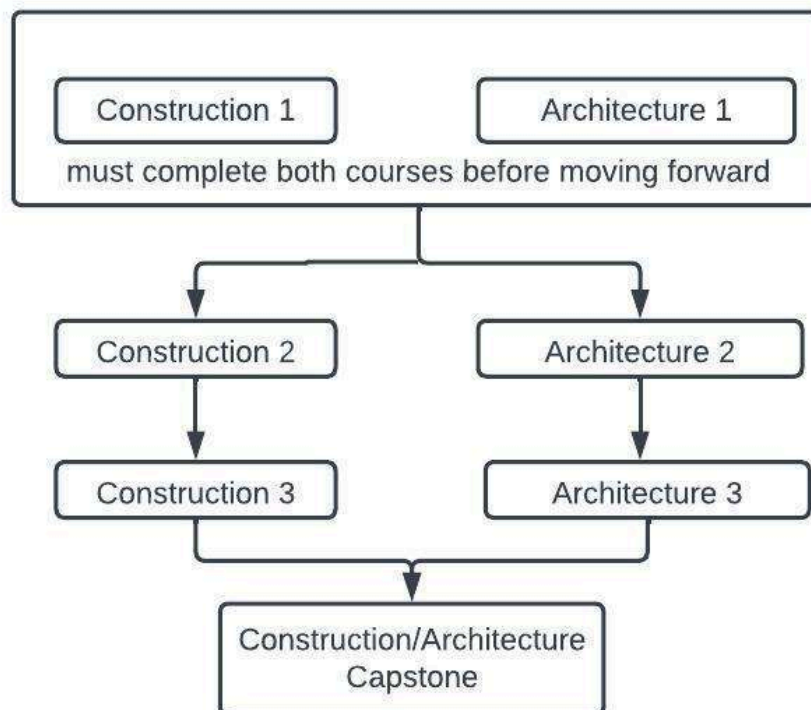 Construction 1
Architecture 1
must complete both courses before moving forward
Construction 2
Architecture 2
Construction 3
Architecture 3
Construction/Architecture
Capstone